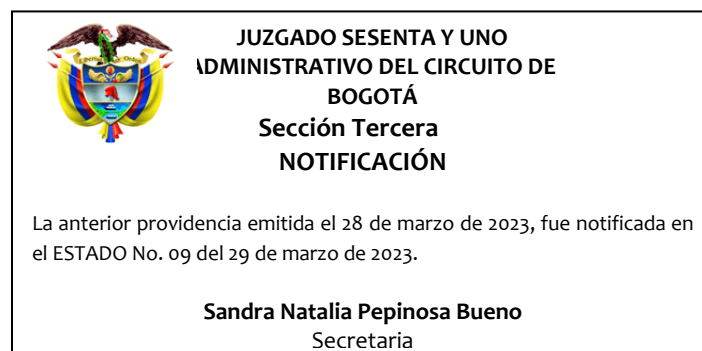 JUZGADO SESENTA Y UNO
ADMINISTRATIVO DEL CIRCUITO DE
BOGOTÁ
Sección Tercera
NOTIFICACIÓN
La anterior providencia emitida el 28 de marzo de 2023, fue notificada en
el ESTADO No. 09 del 29 de marzo de 2023.
Sandra Natalia Pepinosa Bueno
Secretaria